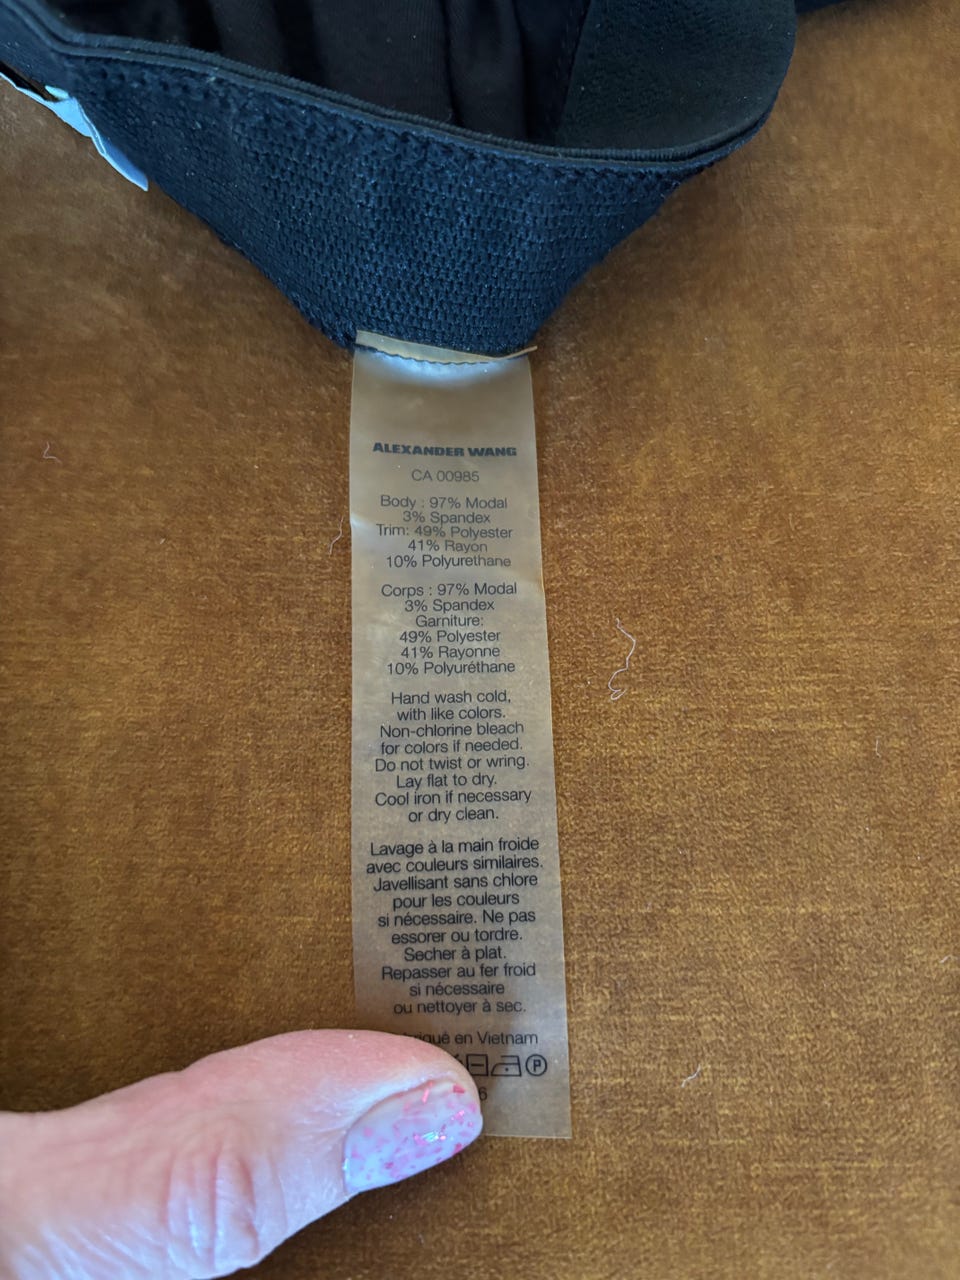 ALEXANDER WANG
CA 00985
Body : 97% Modal
3% Spandex
Trim: 49% Polyester
41% Rayon
10% Polyurethane
Corps : 97% Modal
3% Spandex
Garniture:
49% Polyester
41% Rayonne
10% Polyuréthane
Hand wash cold,
with like colors.
Non-chlorine bleach
for colors if needed.
Do not twist or wring.
Lay flat to dry.
Cool iron if necessary
or dry clean.
Lavage à la main froide
avec couleurs similaires.
Javellisant sans chlore
pour les couleurs
si nécessaire. Ne pas
essorer ou tordre.
Secher à plat.
Repasser au fer froid
si nécessaire
ou nettoyer à sec.
en Vietnam
P